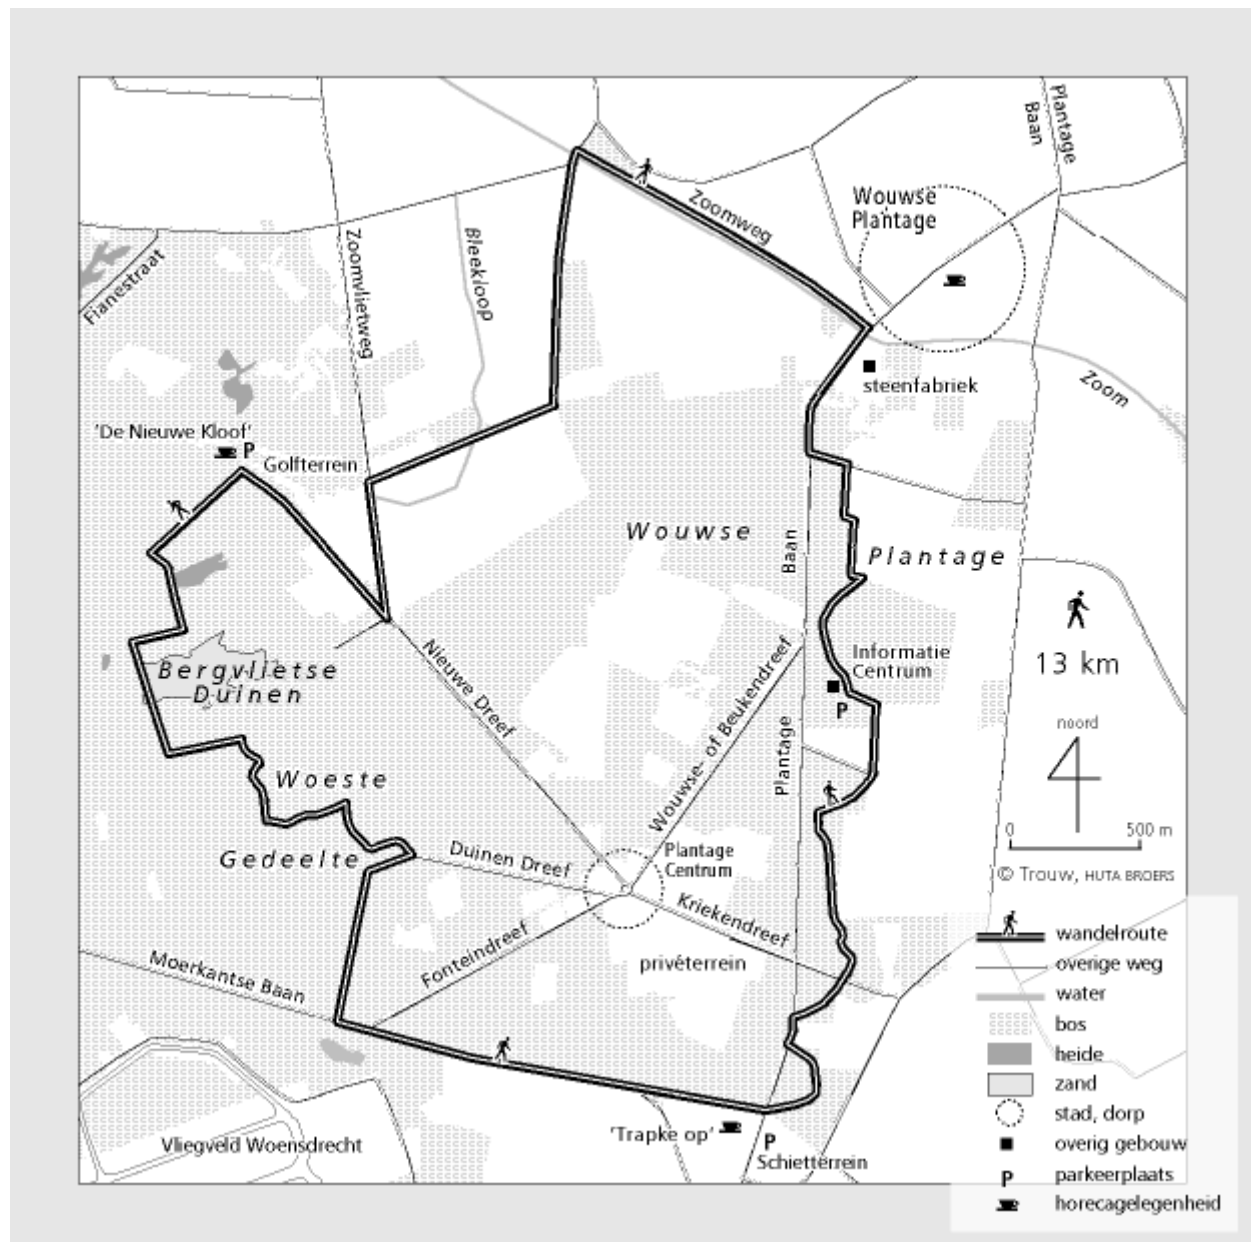 Plantage
Baan
Wouwse
Plantage
Zoomweg
Bleekloop
Zoomvlietweg
Fianestraat
steenfabriek
Zoom
'De Nieuwe Kloof'
P
Golfterrein
Wouwse
Plantage
Baan
Informatie
Centrum
P
13 km
noord
0 500 m
© Trouw, HUTA BROERS
Bergvlietse
Duinen
Nieuwe Dreef
Wouwse- of Beukendreef
Plantage
Woeste
Gedeelte
Duinen Dreef
Plantage
Centrum
Kriekendreef
Fonteindreef
privéterrein
Moerkantse Baan
Vliegveld Woensdrecht
'Trapke op'
P
Schietterrein
wandelroute
overige weg
water
bos
heide
zand
stad, dorp
overig gebouw
P parkeerplaats
horecagelegenheid